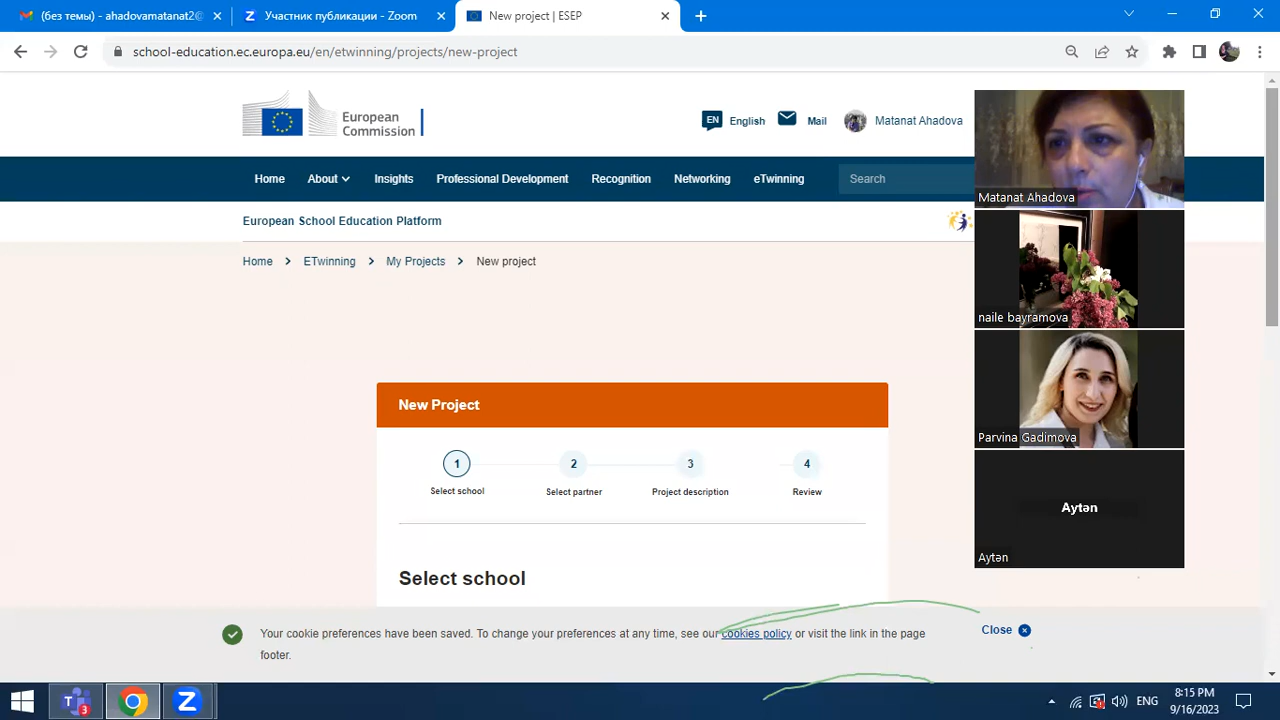 (без темы) - ahadovamatanat2@
Участник публикации - Zoom
New project | ESEP
school-education.ec.europa.eu/en/etwinning/projects/new-project
European
Commission
EN English Mail Matanat Ahadova
Home About Insights Professional Development Recognition Networking eTwinning Search
European School Education Platform
Home ETwinning My Projects New project
New Project
1 2 3 4
Select school Select partner Project description Review
Select school
Your cookie preferences have been saved. To change your preferences at any time, see our cookies policy or visit the link in the page
footer.
Close
Matanat Ahadova
naile bayramova
Parvina Gadimova
Aytən
Aytən
3
ENG
8:15 PM
9/16/2023